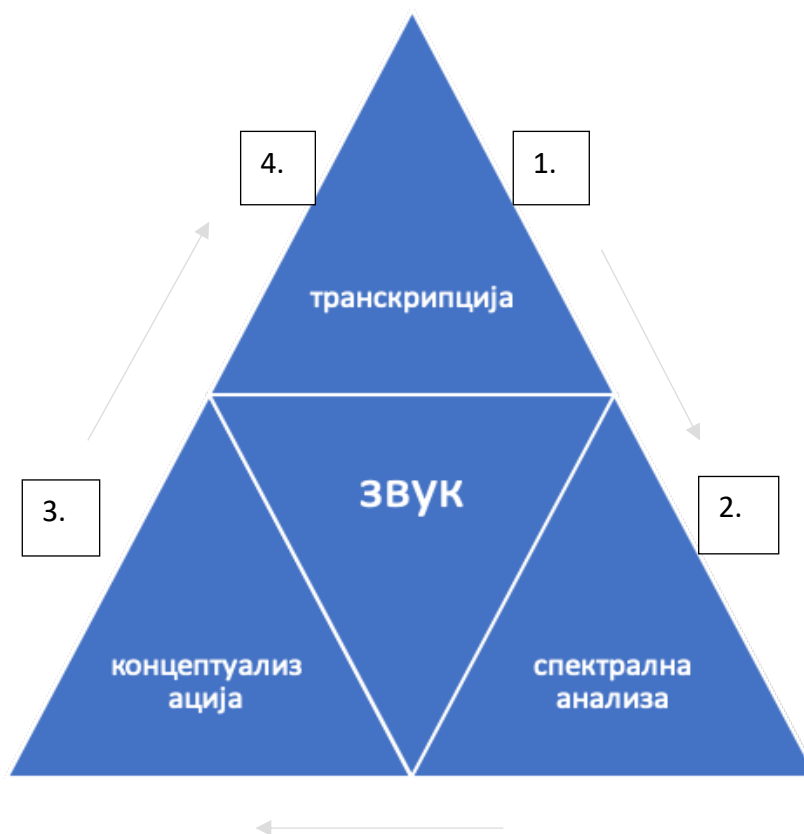 4.
1.
транскрипција
звук
3.
2.
концептуализ
ација
спектрална
анализа